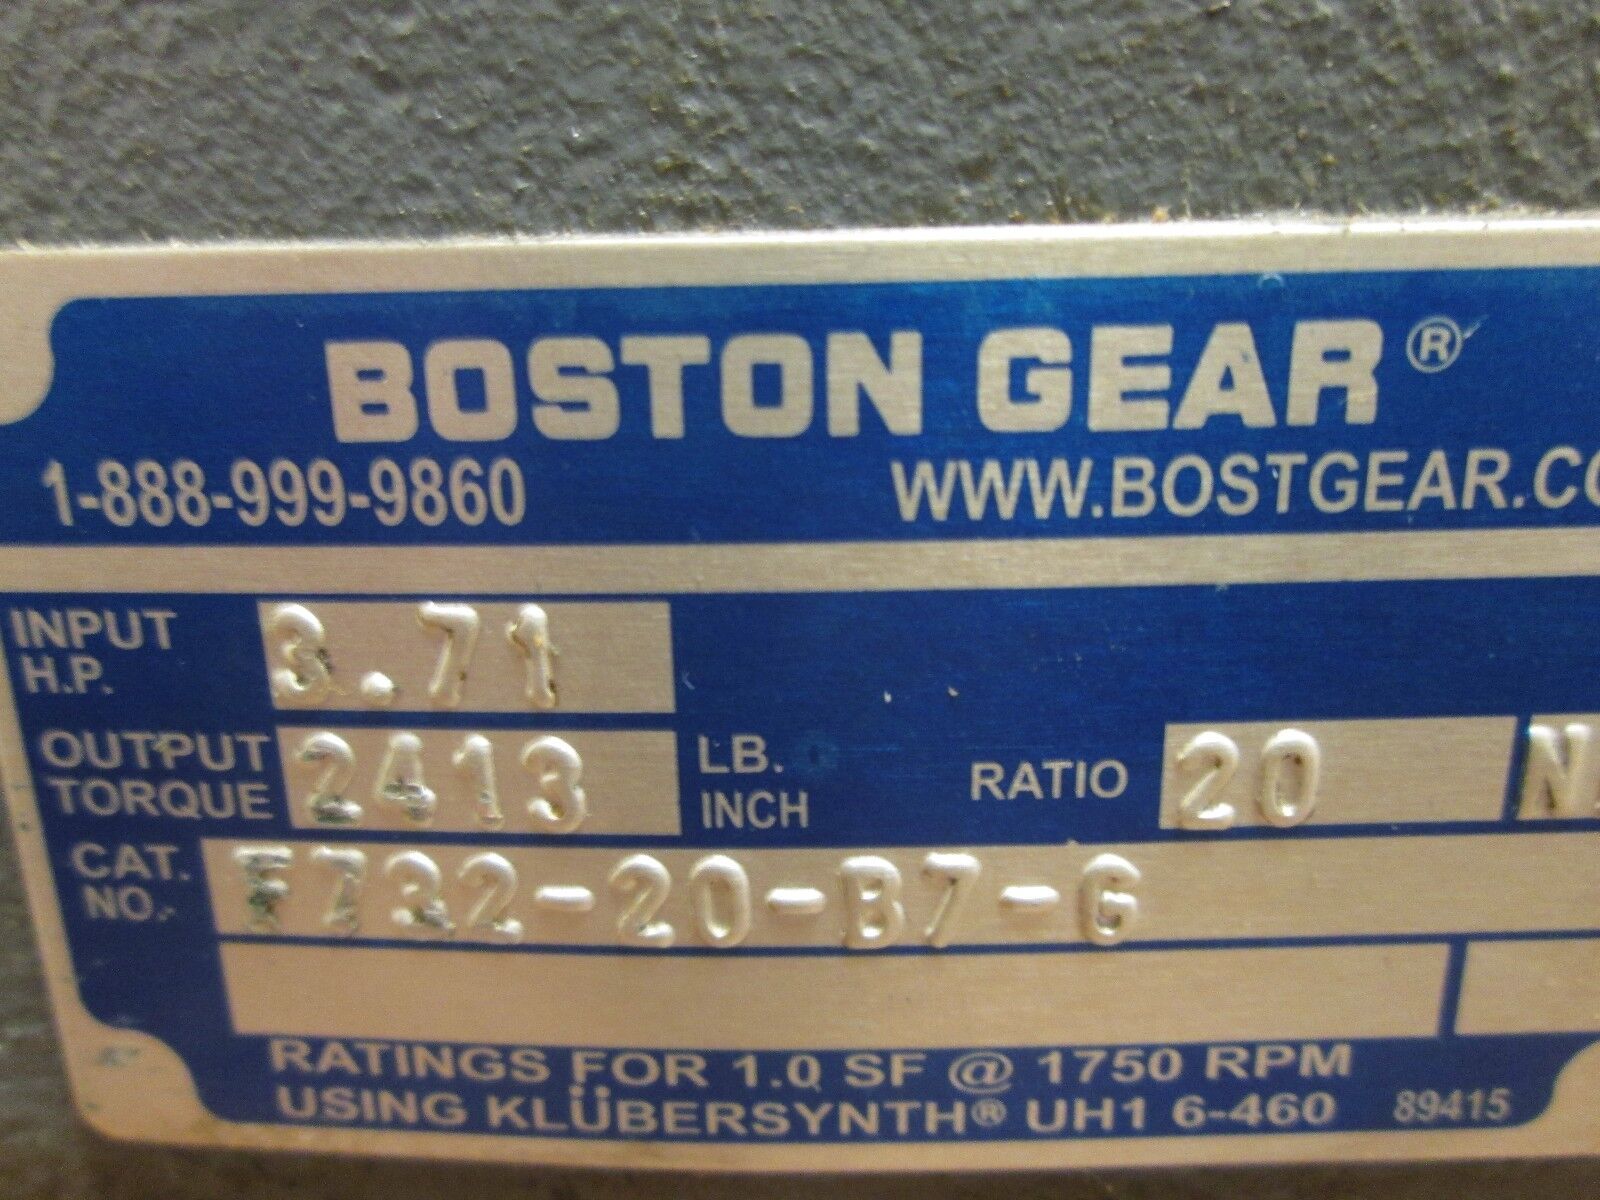 BOSTON GEAR®
1-888-999-9860 WWW.BOSTGEAR.CO
INPUT H.P. 3.71
OUTPUT TORQUE 2413 LB. INCH RATIO 20 N
CAT. NO. F732-20-B7-G
RATINGS FOR 1.0 SF @ 1750 RPM
USING KLÜBERSYNTH® UH1 6-460 89415